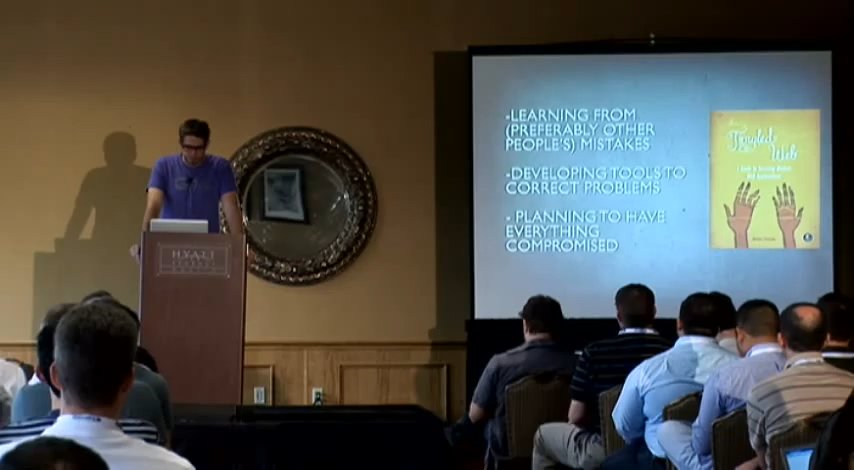 -LEARNING FROM
(PREFERABLY OTHER
PEOPLE'S) MISTAKES
-DEVELOPING TOOLS TO
CORRECT PROBLEMS
- PLANNING TO HAVE
EVERYTHING
COMPROMISED
Tangled
Web
HYATT